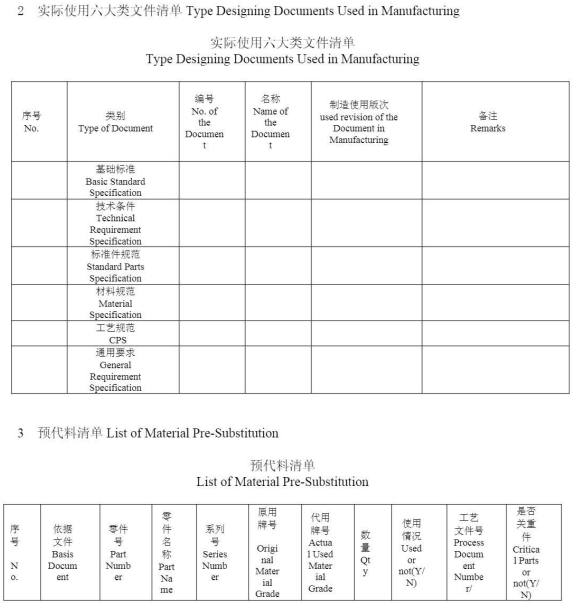 2 实际使用六大类文件清单 Type Designing Documents Used in Manufacturing
实际使用六大类文件清单
Type Designing Documents Used in Manufacturing
序号
No.
类别
Type of Document
编号
No. of
the
Documen
t
名称
Name of
the
Documen
t
制造使用版次
used revision of the
Document in
Manufacturing
备注
Remarks
基础标准
Basic Standard
Specification
技术条件
Technical
Requirement
Specification
标准件规范
Standard Parts
Specification
材料规范
Material
Specification
工艺规范
CPS
通用要求
General
Requirement
Specification
3 预代料清单 List of Material Pre-Substitution
预代料清单
List of Material Pre-Substitution
序
号
N
o.
依据
文件
Basis
Docum
ent
零件
号
Part
Numb
er
零
件
名
称
Part
Na
me
系列
号
Series
Numb
er
原用
牌号
Origi
nal
Mater
ial
Grade
代用
牌号
Actua
l Used
Mater
ial
Grade
数
量
Qt
y
使用
情况
Used
or
not(Y/
N)
工艺
文件号
Process
Docum
ent
Numbe
r/
是否
关重
件
Critica
l Parts
or
not(Y/
N)